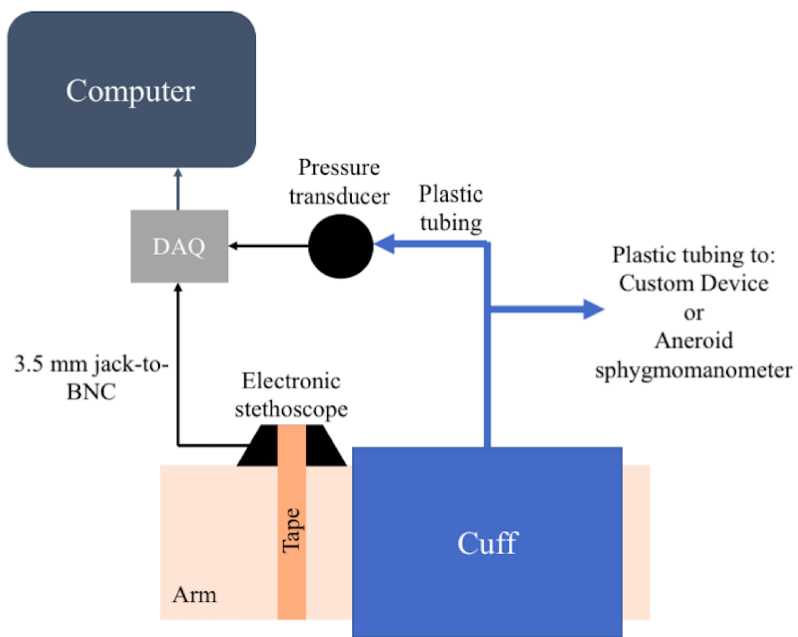 Computer
Pressure
transducer
Plastic
tubing
DAQ
Plastic tubing to:
Custom Device
or
Aneroid
sphygmomanometer
3.5 mm jack-to-
BNC
Electronic
stethoscope
Tape
Cuff
Arm